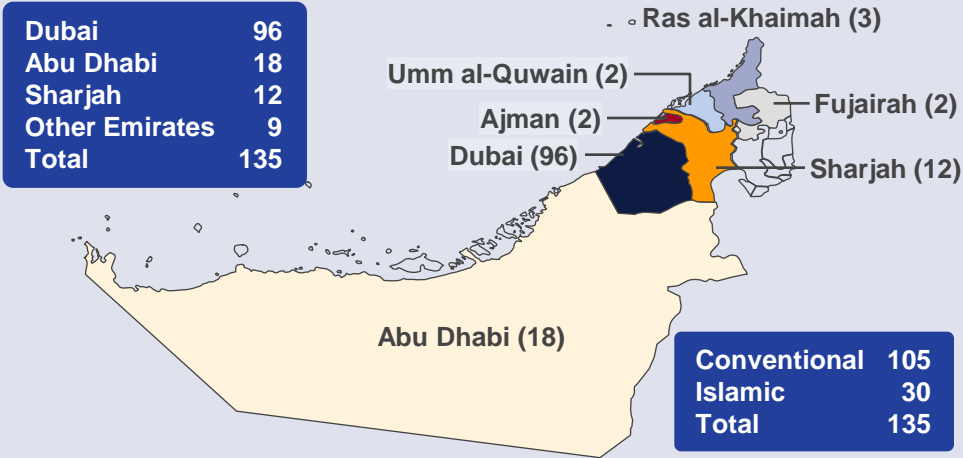 Dubai 96
Abu Dhabi 18
Sharjah 12
Other Emirates 9
Total 135
Ras al-Khaimah (3)
Umm al-Quwain (2)
Fujairah (2)
Ajman (2)
Dubai (96)
Sharjah (12)
Abu Dhabi (18)
Conventional 105
Islamic 30
Total 135